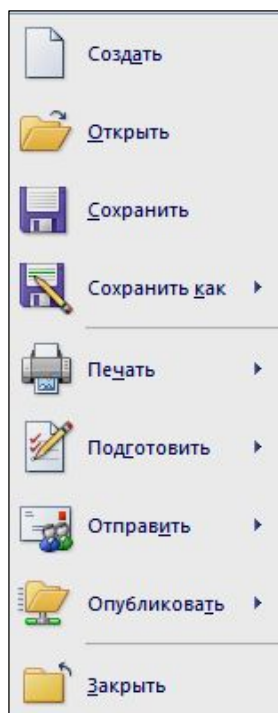 Создать
Открыть
Сохранить
Сохранить как
Печать
Подготовить
Отправить
Опубликовать
Закрыть